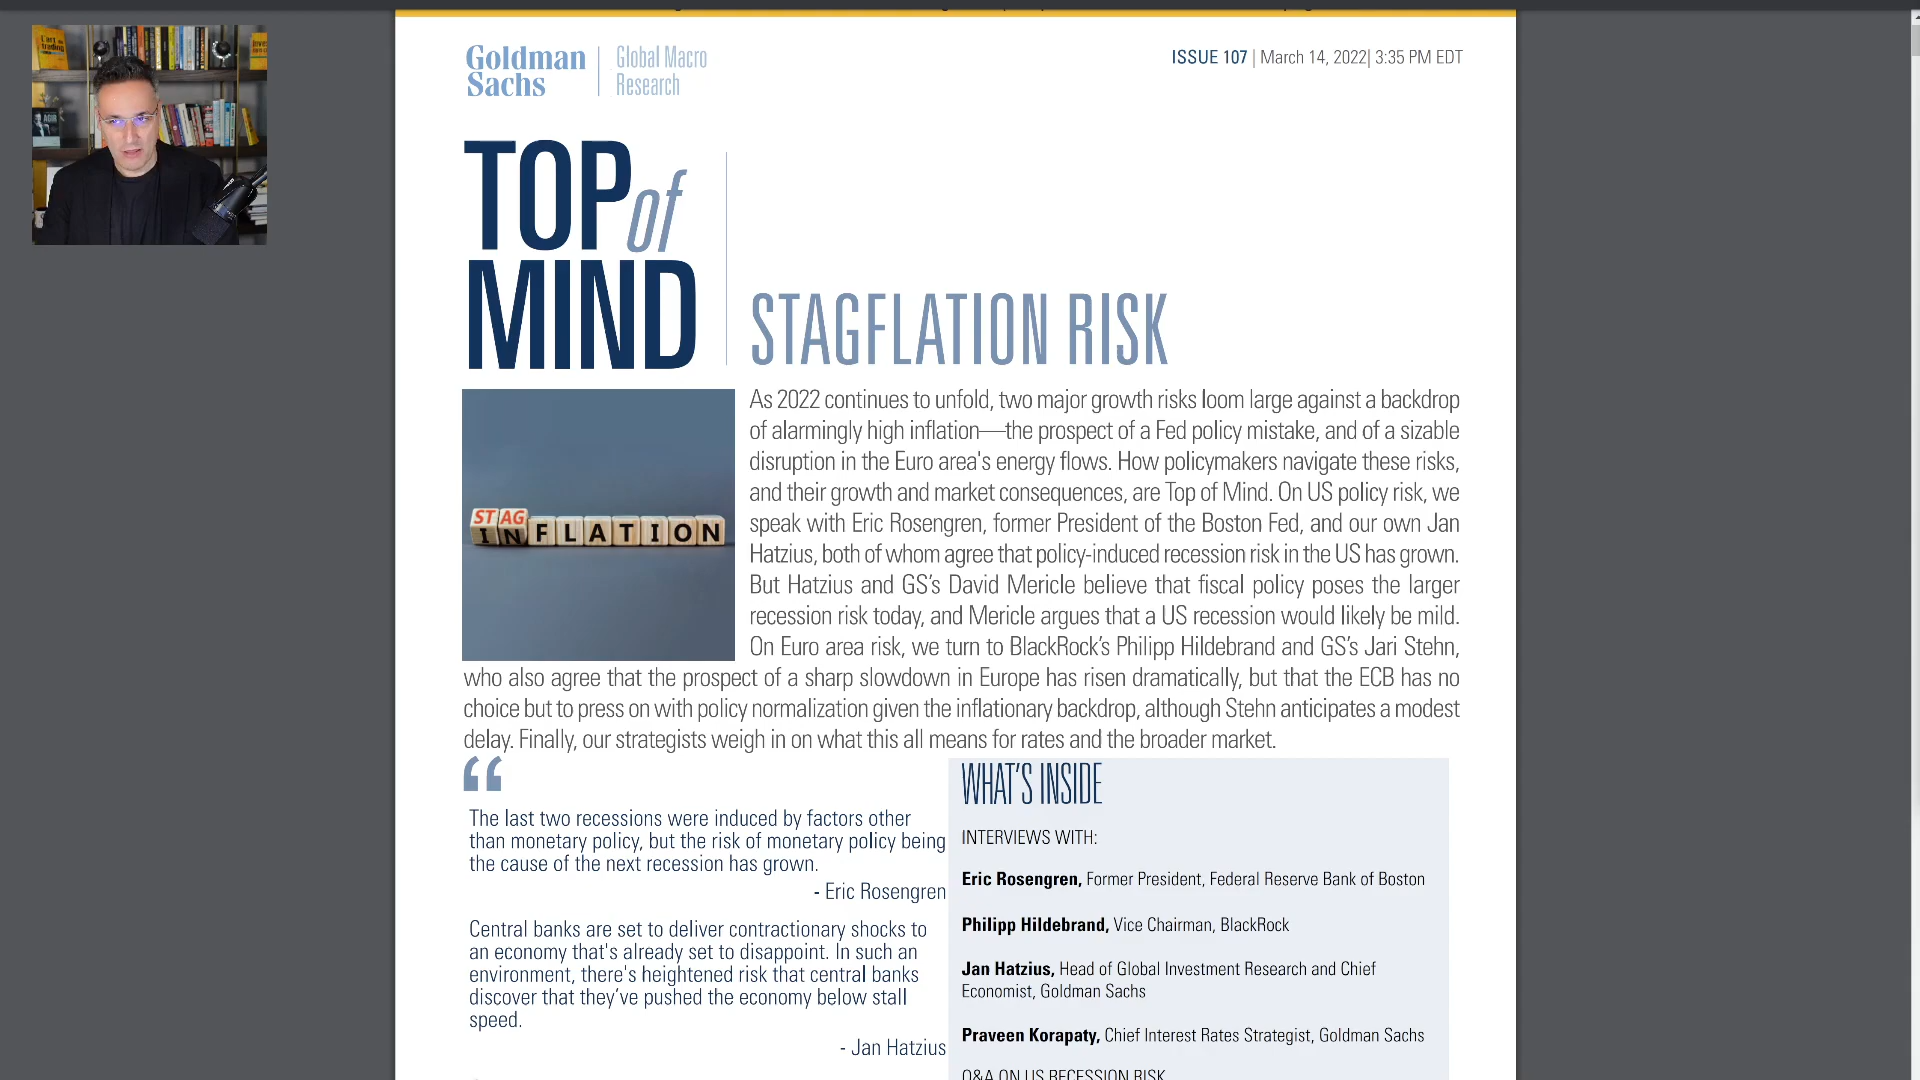 Goldman
Sachs
Global Macro
Research
ISSUE 107 | March 14, 2022| 3:35 PM EDT
TOP of
MIND
STAGFLATION RISK
ST AG
IN FLATION
As 2022 continues to unfold, two major growth risks loom large against a backdrop
of alarmingly high inflation—the prospect of a Fed policy mistake, and of a sizable
disruption in the Euro area's energy flows. How policymakers navigate these risks,
and their growth and market consequences, are Top of Mind. On US policy risk, we
speak with Eric Rosengren, former President of the Boston Fed, and our own Jan
Hatzius, both of whom agree that policy-induced recession risk in the US has grown.
But Hatzius and GS's David Mericle believe that fiscal policy poses the larger
recession risk today, and Mericle argues that a US recession would likely be mild.
On Euro area risk, we turn to BlackRock's Philipp Hildebrand and GS's Jari Stehn,
who also agree that the prospect of a sharp slowdown in Europe has risen dramatically, but that the ECB has no
choice but to press on with policy normalization given the inflationary backdrop, although Stehn anticipates a modest
delay. Finally, our strategists weigh in on what this all means for rates and the broader market.
“
The last two recessions were induced by factors other
than monetary policy, but the risk of monetary policy being
the cause of the next recession has grown.
- Eric Rosengren
Central banks are set to deliver contractionary shocks to
an economy that's already set to disappoint. In such an
environment, there's heightened risk that central banks
discover that they've pushed the economy below stall
speed.
- Jan Hatzius
WHAT'S INSIDE
INTERVIEWS WITH:
Eric Rosengren, Former President, Federal Reserve Bank of Boston
Philipp Hildebrand, Vice Chairman, BlackRock
Jan Hatzius, Head of Global Investment Research and Chief
Economist, Goldman Sachs
Praveen Korapaty, Chief Interest Rates Strategist, Goldman Sachs
Q&A ON US RECESSION RISK
AGIR